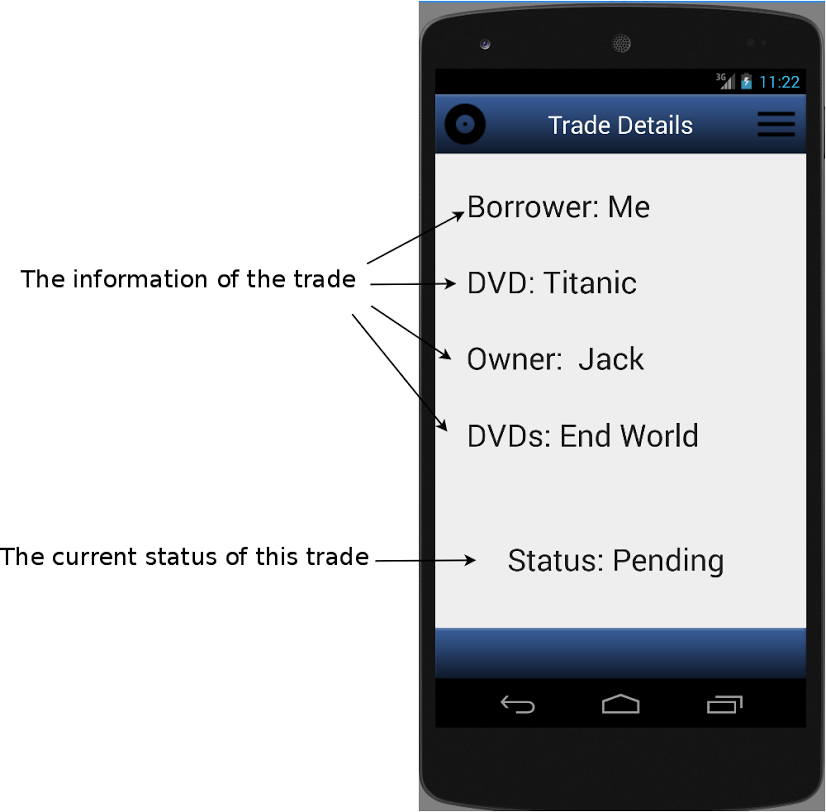 3G 11:22
Trade Details
Borrower: Me
The information of the trade
DVD: Titanic
Owner: Jack
DVDs: End World
The current status of this trade
Status: Pending